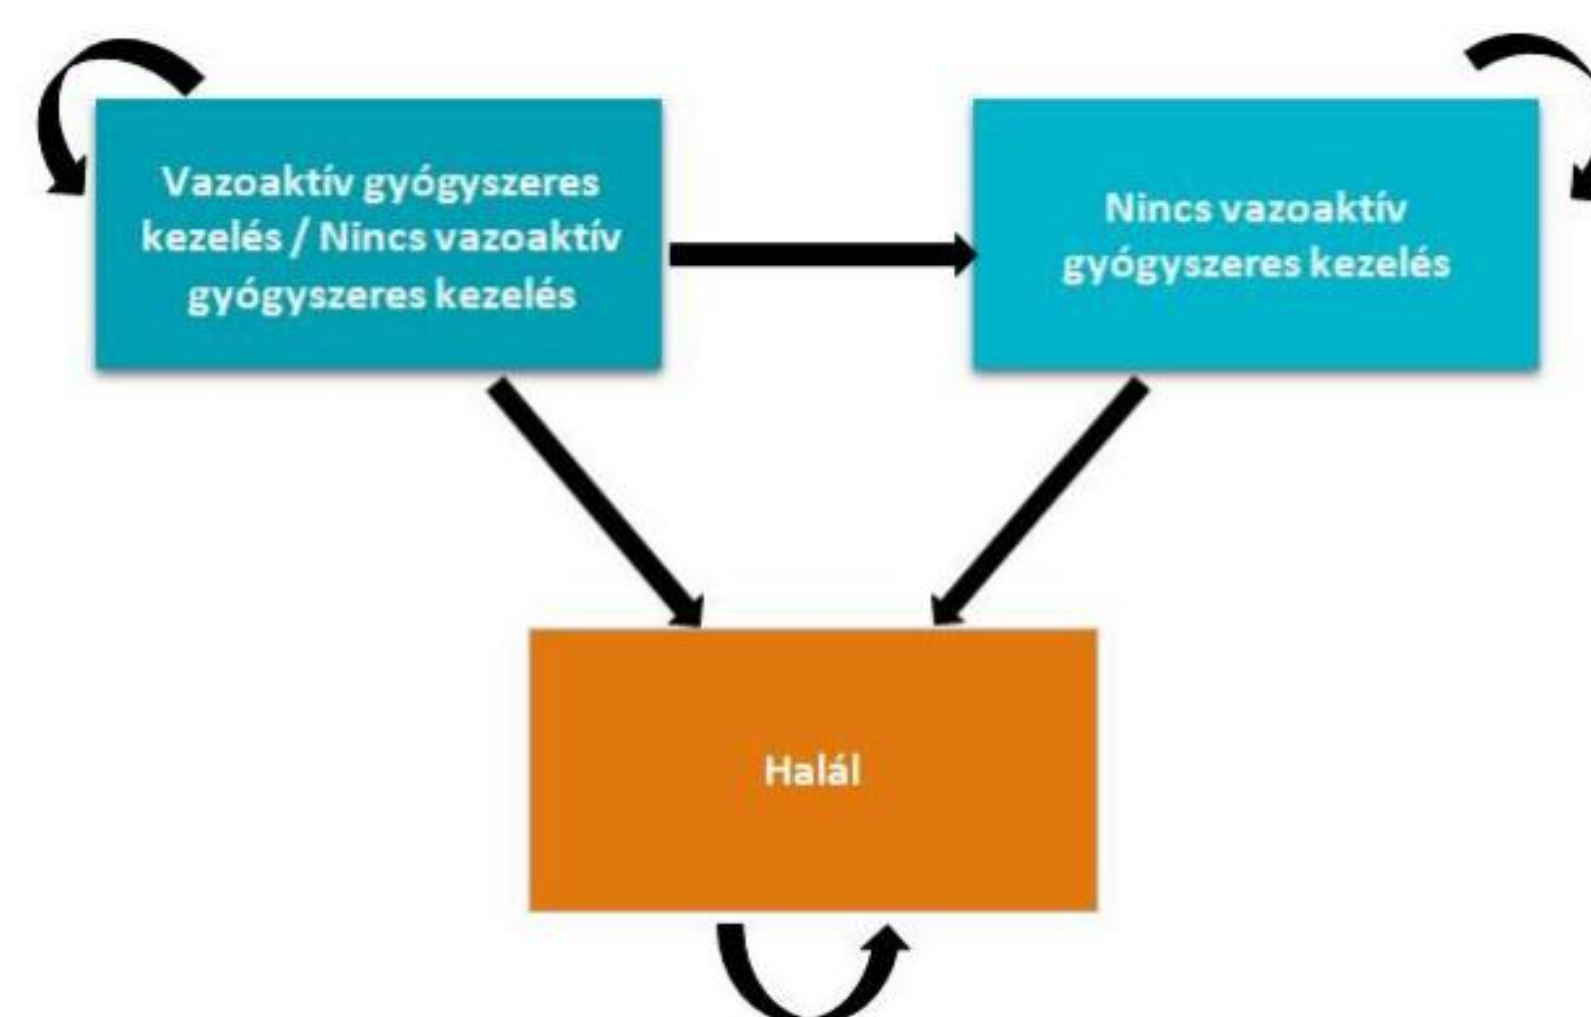 Vazoaktív gyógyszeres
kezelés / Nincs vazoaktív
gyógyszeres kezelés
Nincs vazoaktív
gyógyszeres kezelés
Halál